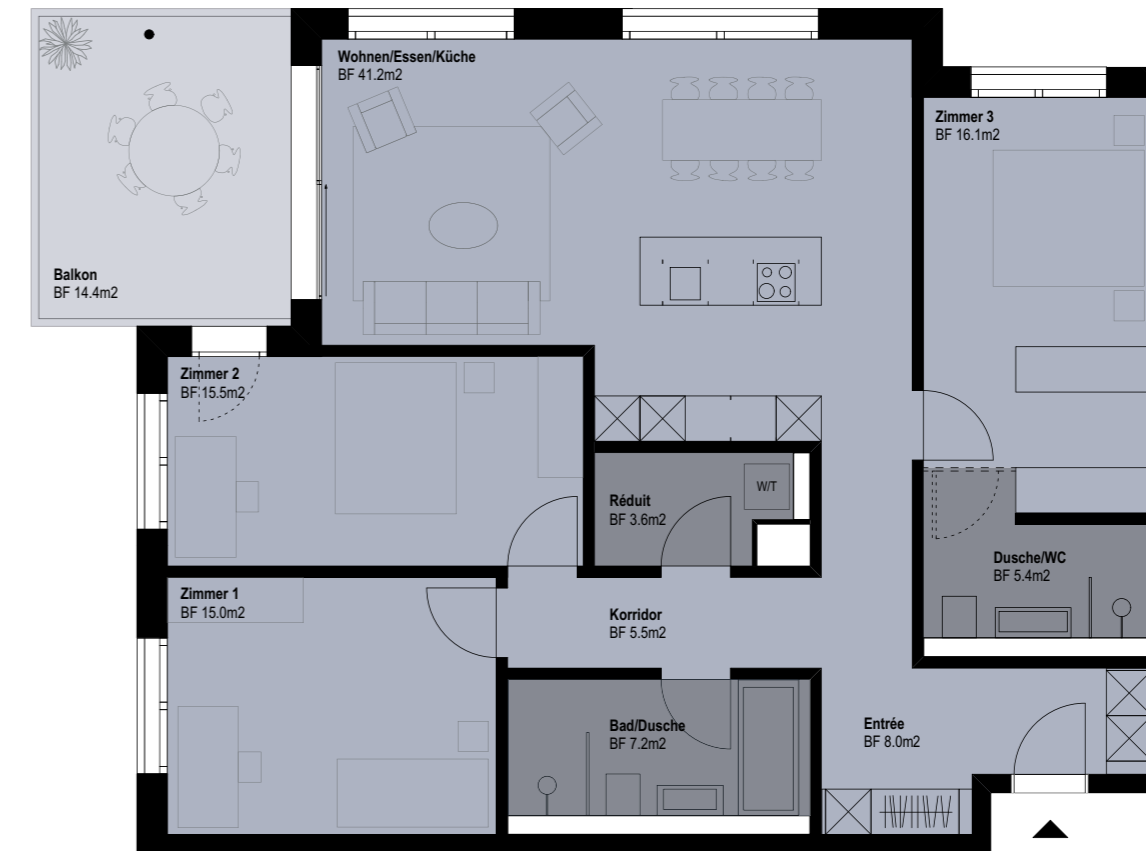 Wohnen/Essen/Küche
BF 41.2m2
Zimmer 3
BF 16.1m2
Balkon
BF 14.4m2
Zimmer 2
BF 15.5m2
Réduit
BF 3.6m2
W/T
Dusche/WC
BF 5.4m2
Zimmer 1
BF 15.0m2
Korridor
BF 5.5m2
Bad/Dusche
BF 7.2m2
Entrée
BF 8.0m2